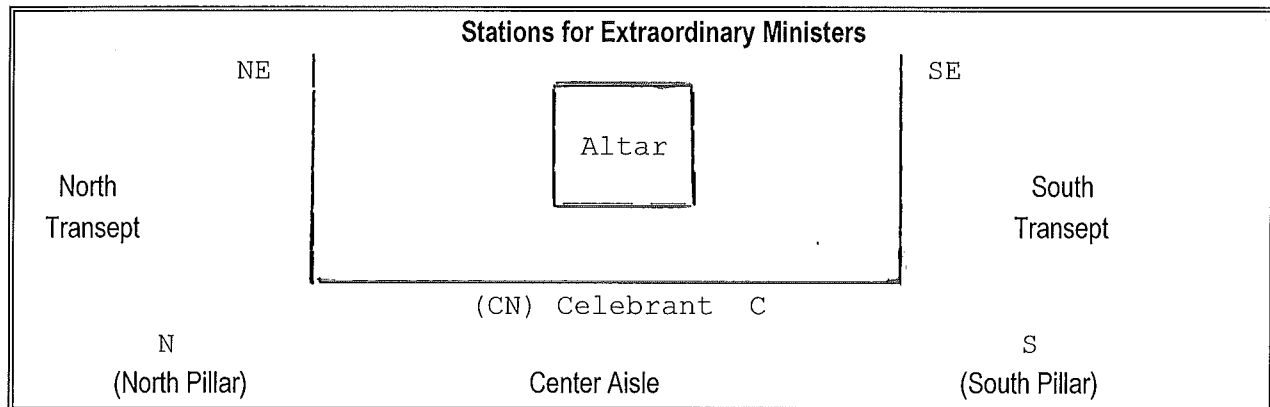 Stations for Extraordinary Ministers
NE SE
Altar
North South
Transept Transept
(CN) Celebrant C
N S
(North Pillar) Center Aisle (South Pillar)